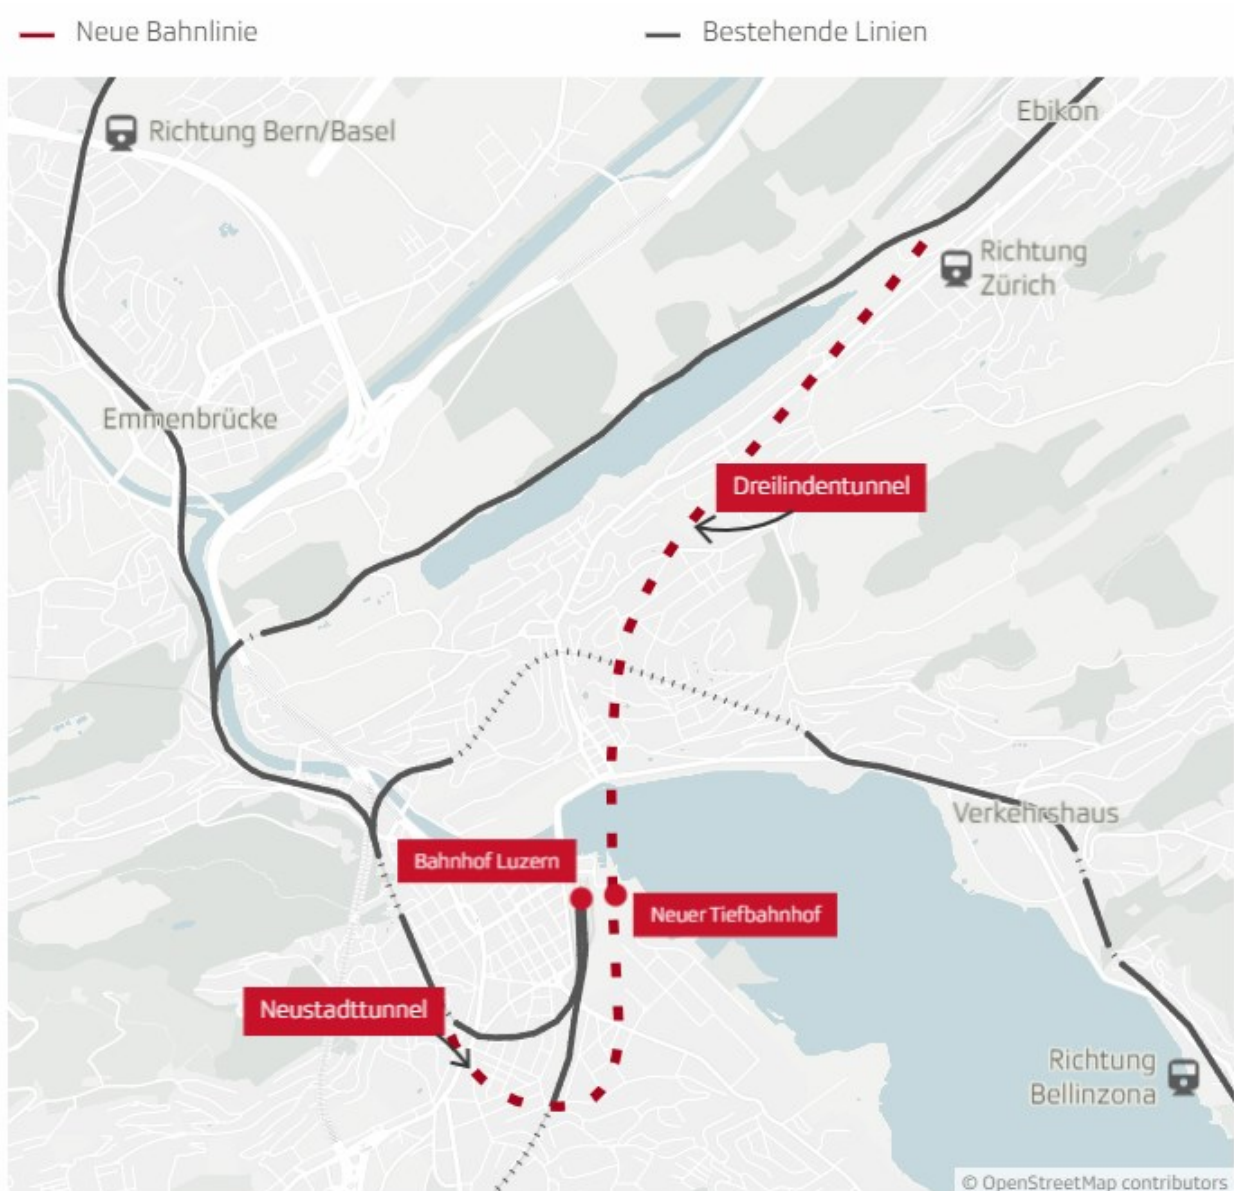 Neue Bahnlinie
Bestehende Linien
Ebikon
Richtung Bern/Basel
Richtung
Zürich
Emmenbrücke
Dreilindentunnel
Verkehrshaus
Bahnhof Luzern
Neuer Tiefbahnhof
Neustadttunnel
Richtung
Bellinzona
© OpenStreetMap contributors